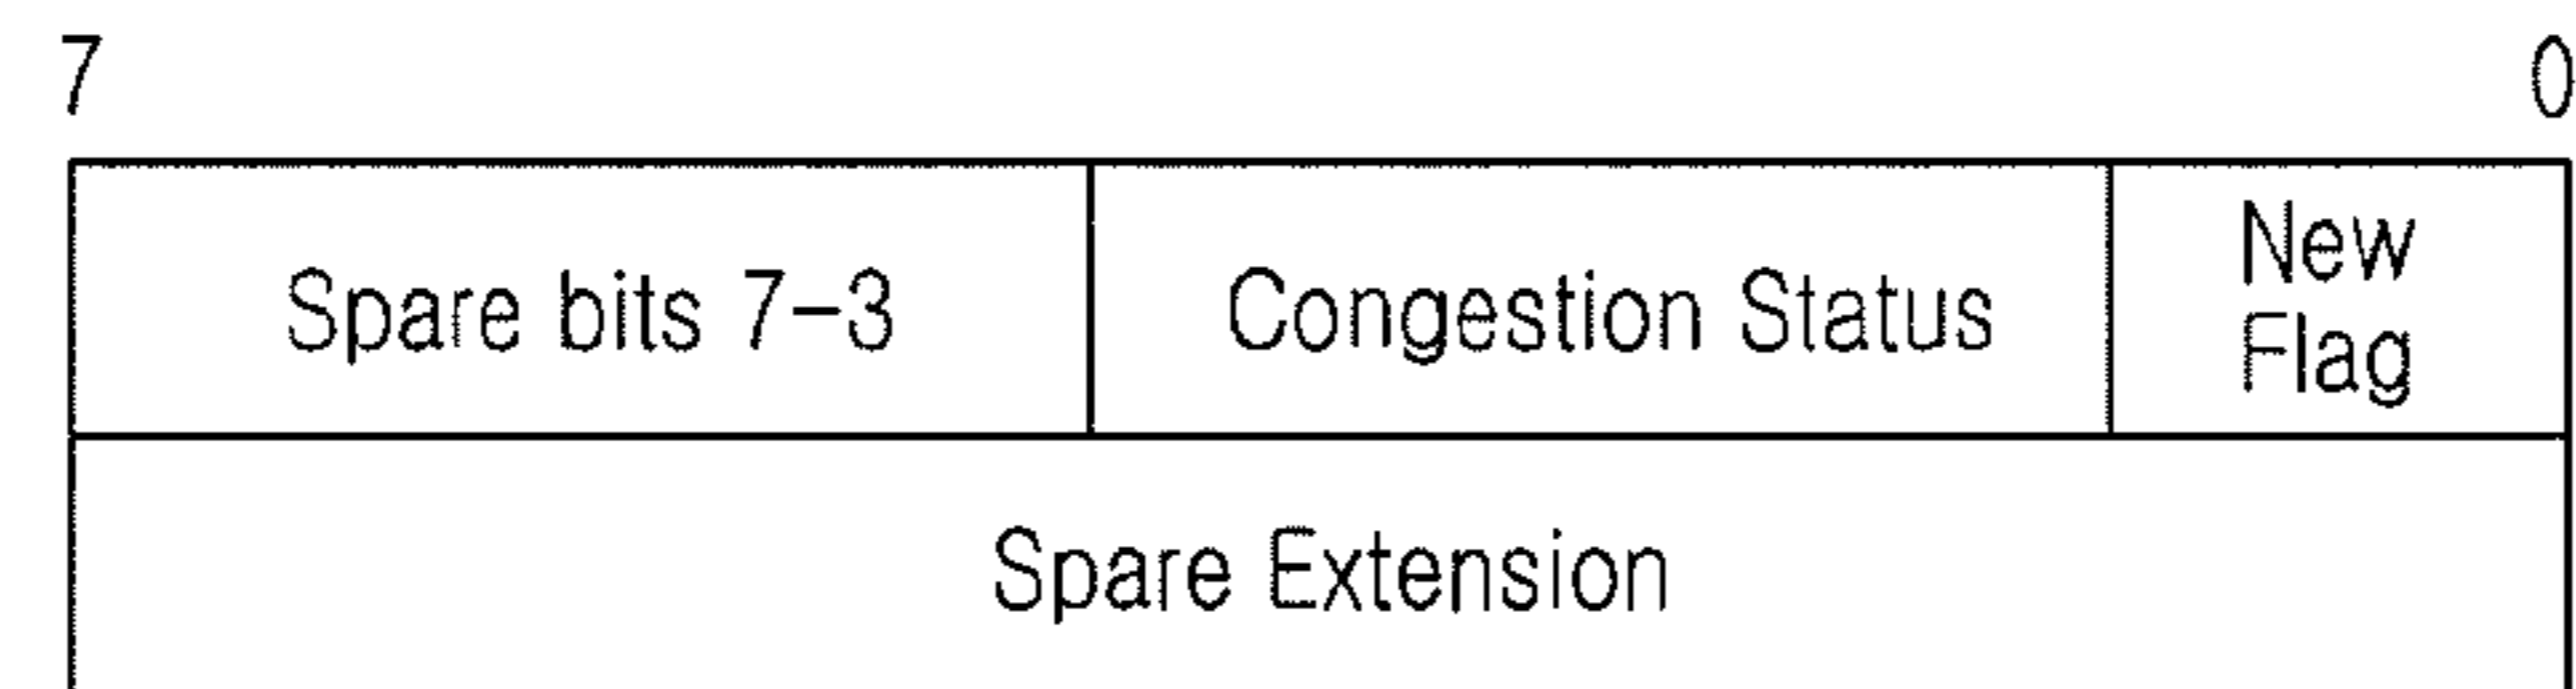 7 0
Spare bits 7-3 Congestion Status New
Flag
Spare Extension